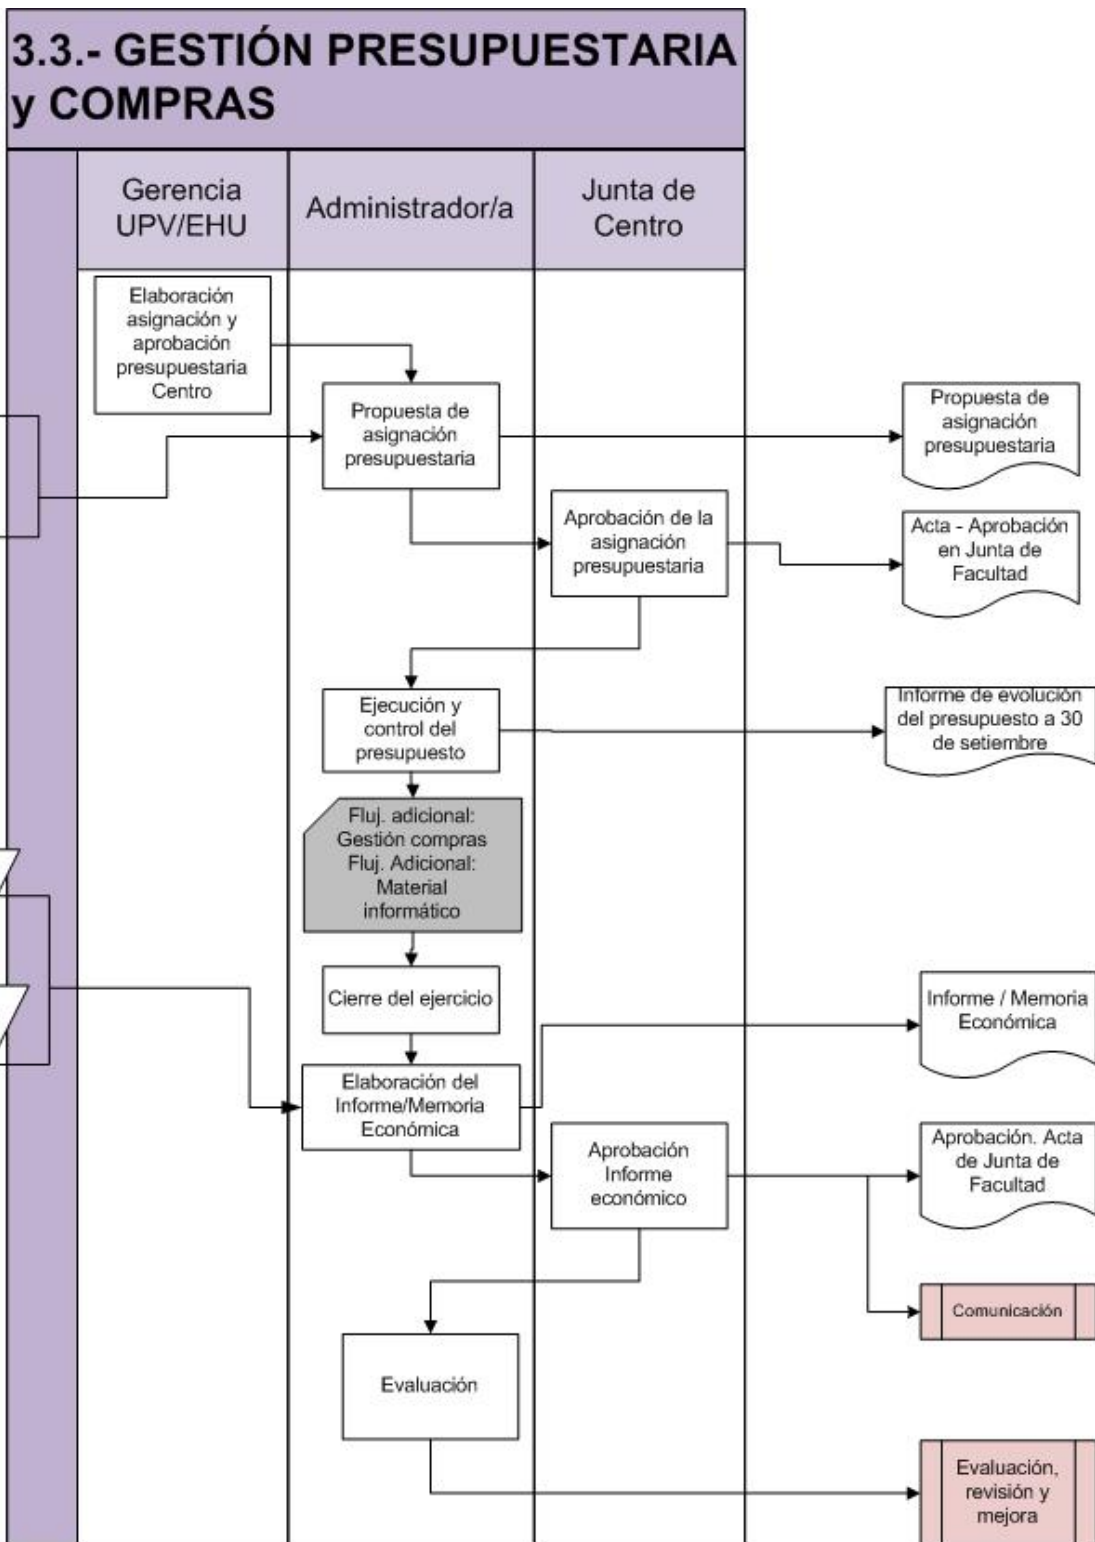 3.3.- GESTIÓN PRESUPUESTARIA
y COMPRAS
Gerencia
UPV/EHU
Administrador/a
Junta de
Centro
Elaboración
asignación y
aprobación
presupuestaria
Centro
Propuesta de
asignación
presupuestaria
Propuesta de
asignación
presupuestaria
Aprobación de la
asignación
presupuestaria
Acta - Aprobación
en Junta de
Facultad
Ejecución y
control del
presupuesto
Informe de evolución
del presupuesto a 30
de setiembre
Fluj. adicional:
Gestión compras
Fluj. Adicional:
Material
informático
Cierre del ejercicio
Informe / Memoria
Económica
Elaboración del
Informe/Memoria
Económica
Aprobación
Informe
económico
Aprobación. Acta
de Junta de
Facultad
Comunicación
Evaluación
Evaluación,
revisión y
mejora